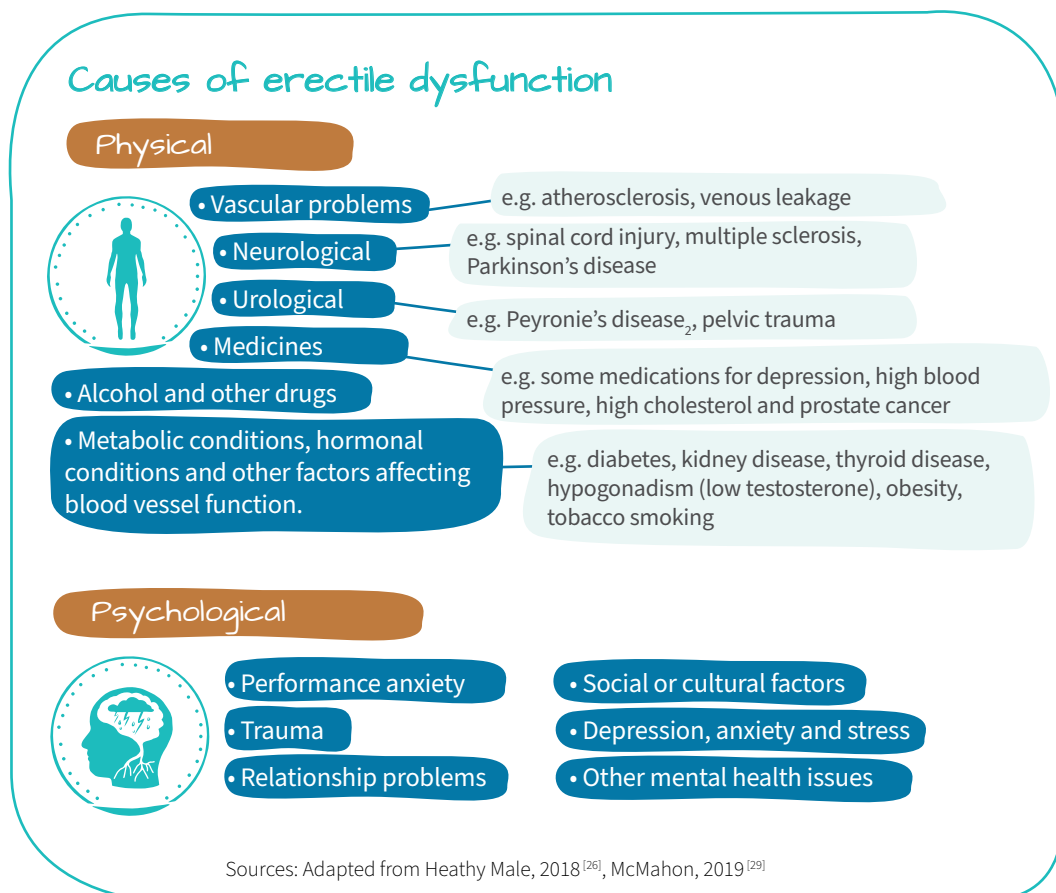 Causes of erectile dysfunction
Physical
• Vascular problems
e.g. atherosclerosis, venous leakage
• Neurological
e.g. spinal cord injury, multiple sclerosis,
Parkinson's disease
• Urological
e.g. Peyronie's disease2, pelvic trauma
• Medicines
e.g. some medications for depression, high blood
pressure, high cholesterol and prostate cancer
• Alcohol and other drugs
• Metabolic conditions, hormonal
conditions and other factors affecting
blood vessel function.
e.g. diabetes, kidney disease, thyroid disease,
hypogonadism (low testosterone), obesity,
tobacco smoking
Psychological
• Performance anxiety
• Trauma
• Relationship problems
• Social or cultural factors
• Depression, anxiety and stress
• Other mental health issues
Sources: Adapted from Heathy Male, 2018 [26], McMahon, 2019 [29]